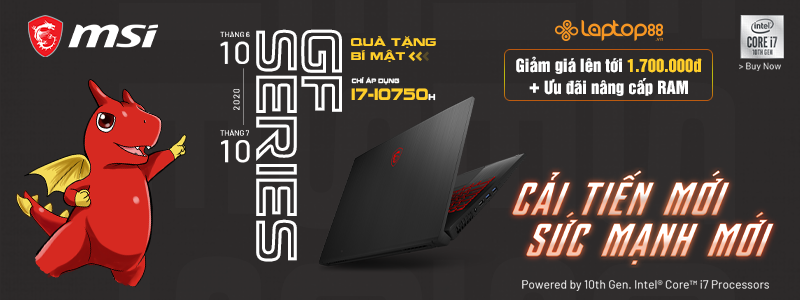 msi
THÁNG 6
10
2020
THÁNG 7
10
GF
SERIES
QUÀ TẶNG
BÍ MẬT
CHỈ ÁP DỤNG
I7-10750H
Laptop88
.vn
Giảm giá lên tới 1.700.000đ
+ Ưu đãi nâng cấp RAM
intel
CORE i7
10TH GEN
> Buy Now
CẢI TIẾN MỚI
SỨC MẠNH MỚI
Powered by 10th Gen. Intel® Core™ i7 Processors